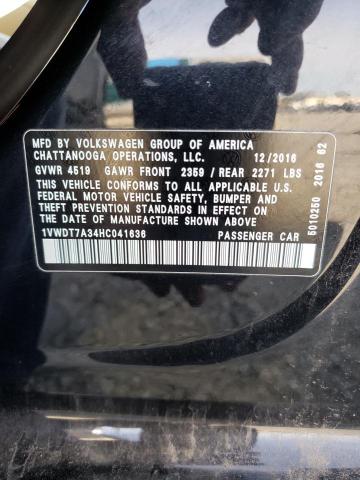 MFD BY VOLKSWAGEN GROUP OF AMERICA
CHATTANOOGA OPERATIONS, LLC. 12/2016
GVWR 4519 GAWR FRONT 2359 / REAR 2271 LBS
THIS VEHICLE CONFORMS TO ALL APPLICABLE U.S.
FEDERAL MOTOR VEHICLE SAFETY, BUMPER AND
THEFT PREVENTION STANDARDS IN EFFECT ON
THE DATE OF MANUFACTURE SHOWN ABOVE
1VWDT7A34HC041636 PASSENGER CAR
5010250 2016 62